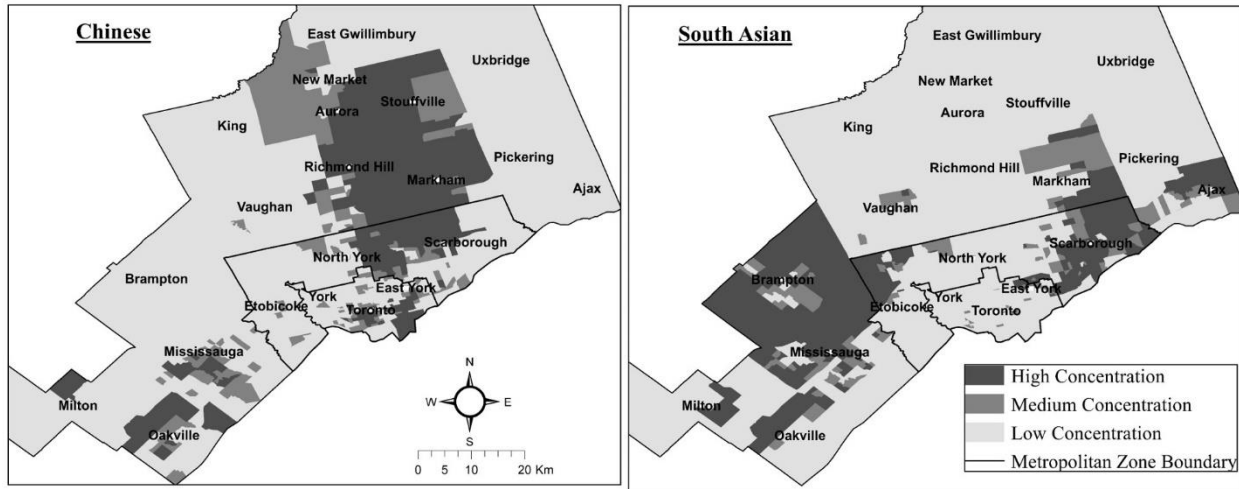 Chinese
East Gwillimbury
Uxbridge
New Market
Stouffville
Aurora
King
Richmond Hill
Pickering
Markham
Ajax
Vaughan
Scarborough
North York
Brampton
East York
York
Etobicoke
Toronto
Mississauga
Milton
Oakville
N
W
E
S
0 5 10 15 20 Km
South Asian
East Gwillimbury
Uxbridge
New Market
Stouffville
Aurora
King
Richmond Hill
Pickering
Markham
Ajax
Vaughan
Scarborough
North York
Brampton
East York
Etobicoke
York
Toronto
Mississauga
Milton
Oakville
High Concentration
Medium Concentration
Low Concentration
Metropolitan Zone Boundary